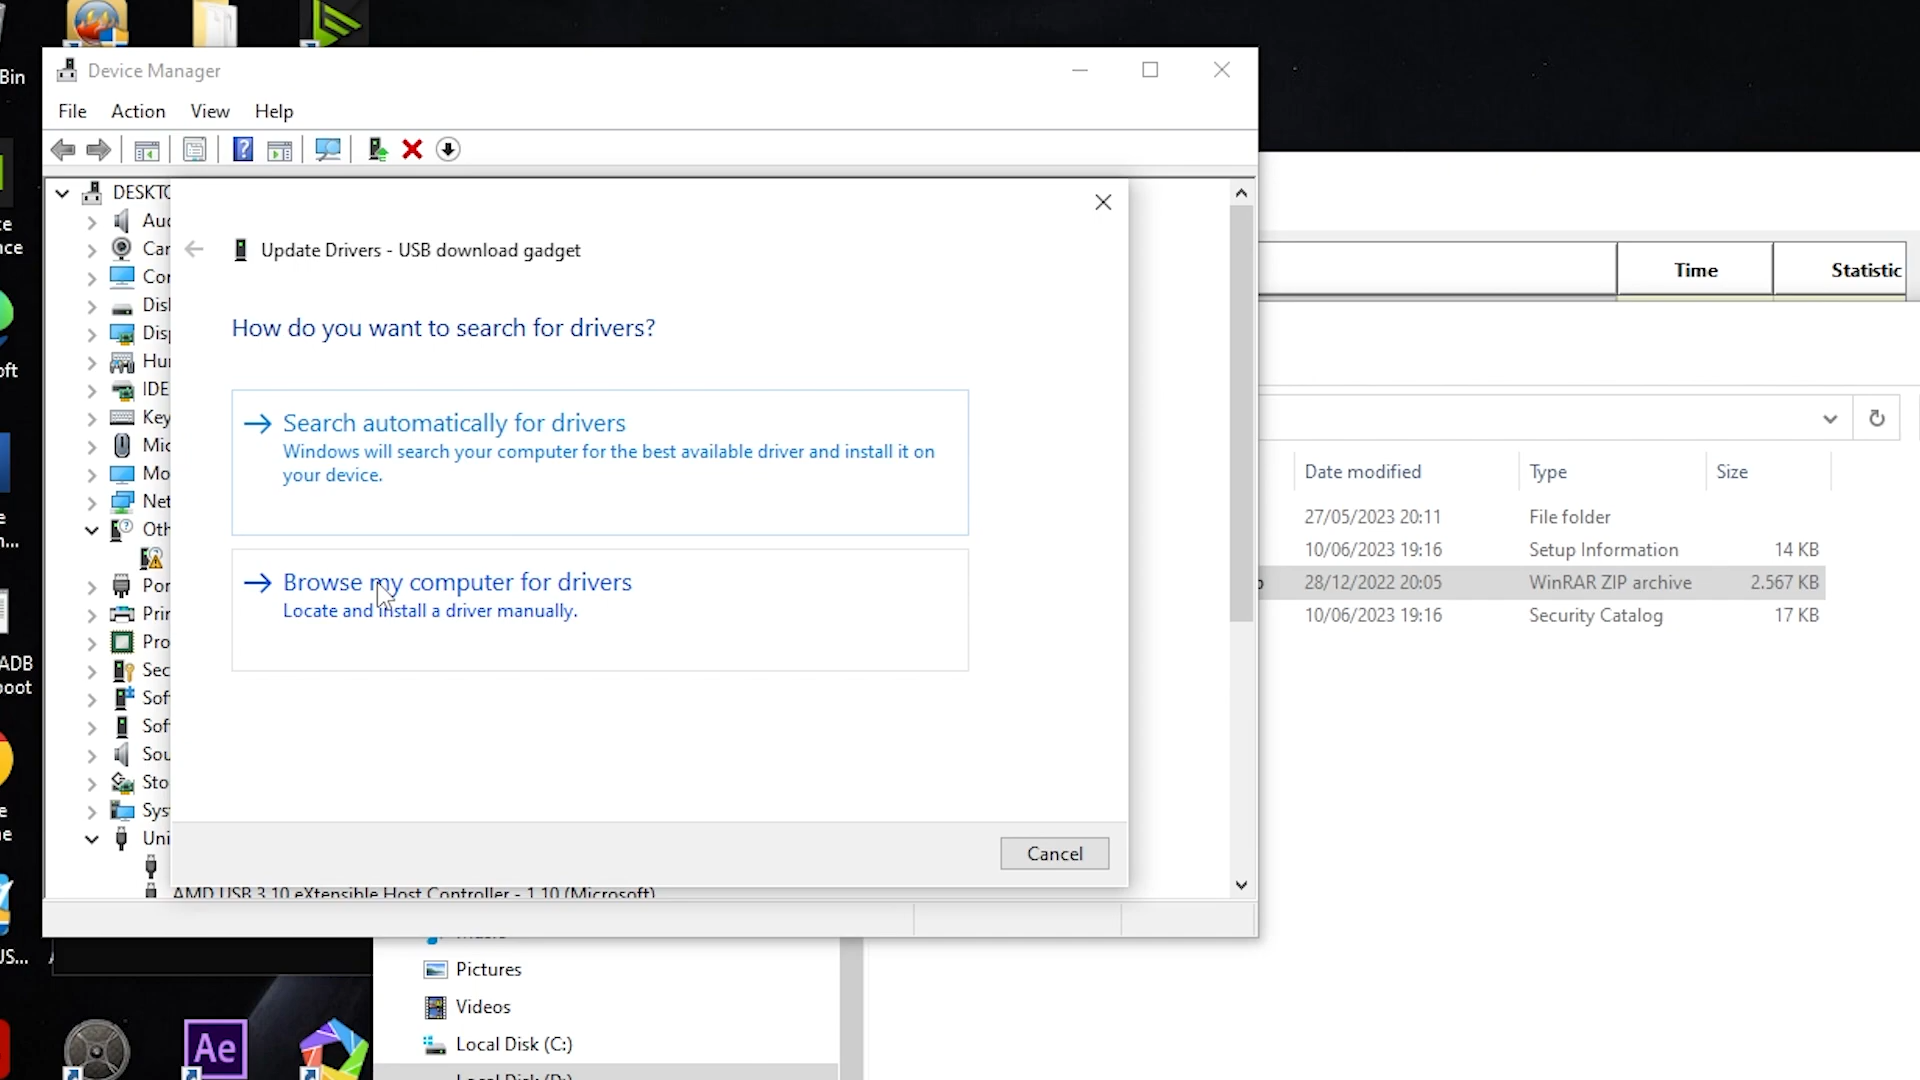 Bin
Device Manager
File Action View Help
DESKTO
Update Drivers - USB download gadget
How do you want to search for drivers?
Search automatically for drivers
Windows will search your computer for the best available driver and install it on
your device.
Browse my computer for drivers
Locate and install a driver manually.
Cancel
Aud
Car
Cor
Disl
Disp
Hur
IDE
Key
Mic
Mo
Net
Oth
Por
Prin
Pro
Sec
Sof
Sof
Sou
Sto
Sys
Uni
AMD USB 3.10 eXtensible Host Controller - 1.10 (Microsoft)
Time Statistic
Date modified Type Size
27/05/2023 20:11 File folder
10/06/2023 19:16 Setup Information 14 KB
28/12/2022 20:05 WinRAR ZIP archive 2.567 KB
10/06/2023 19:16 Security Catalog 17 KB
Pictures
Videos
Local Disk (C:)
Local Disk (D:)
ce
nce
oft
e
n...
ADB
oot
e
ne
US...
Ae